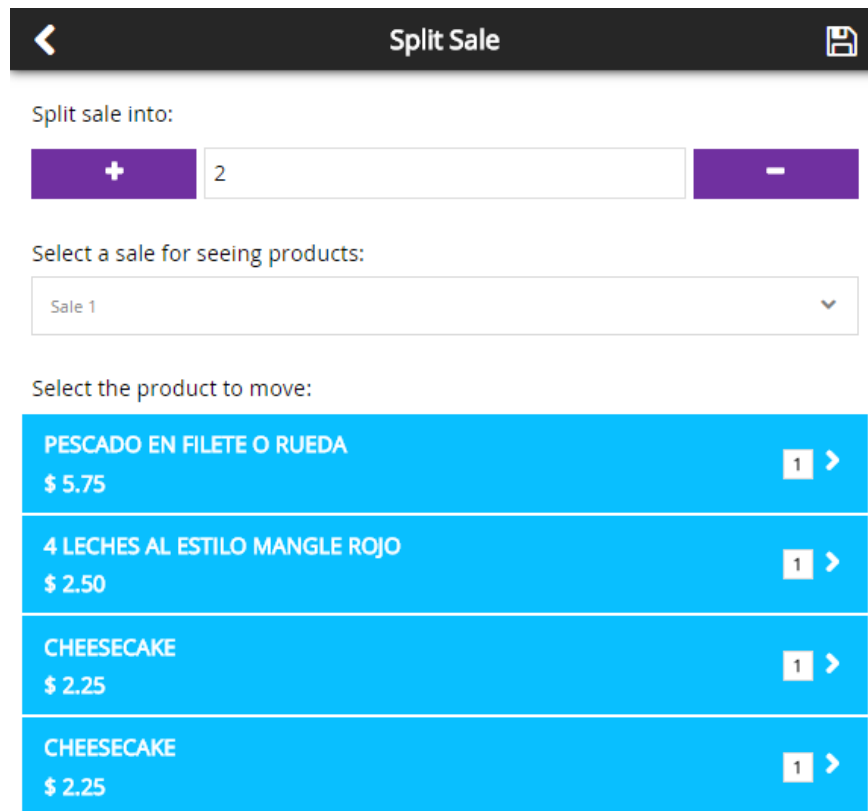 Split Sale
Split sale into:
2
Select a sale for seeing products:
Sale 1
Select the product to move:
PESCADO EN FILETE O RUEDA
$ 5.75
1
4 LECHES AL ESTILO MANGLE ROJO
$ 2.50
1
CHEESECAKE
$ 2.25
1
CHEESECAKE
$ 2.25
1